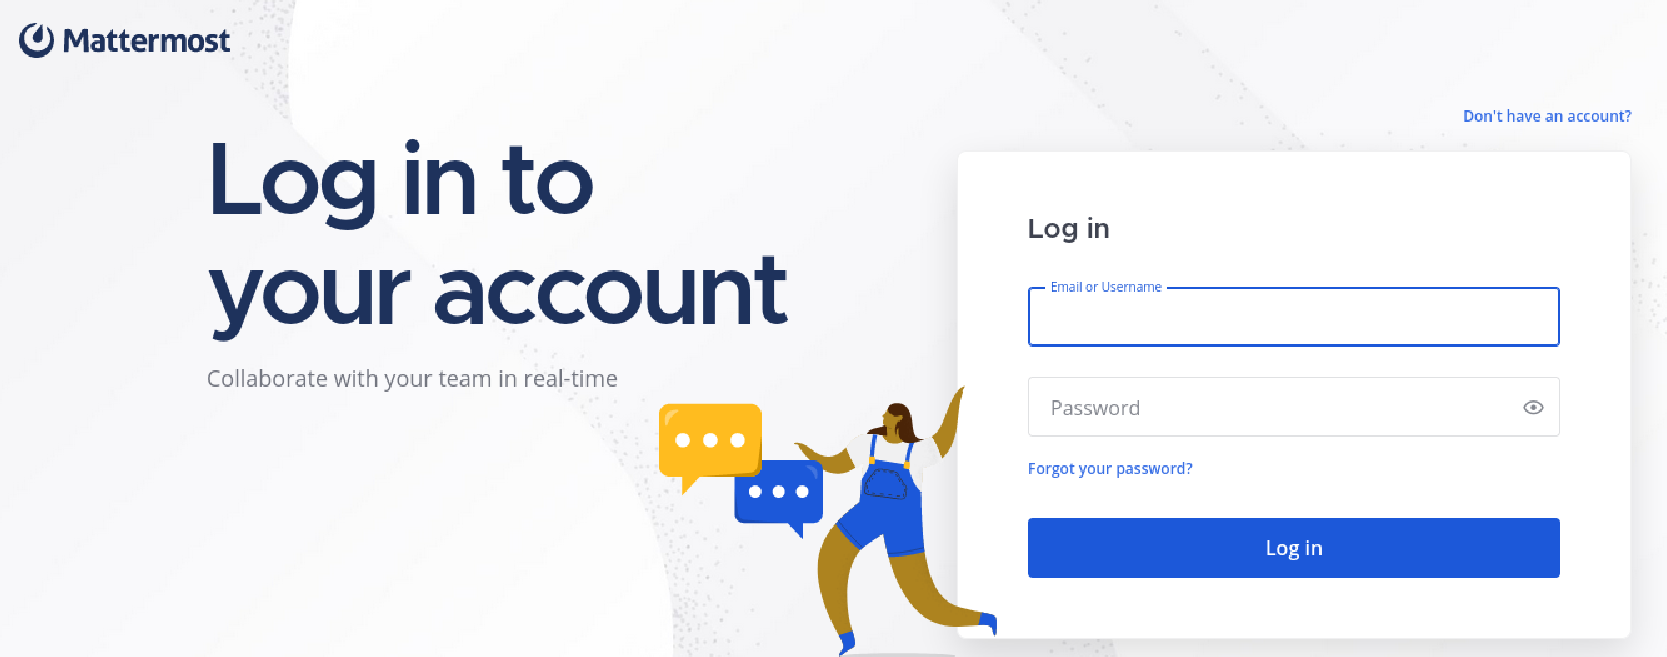 Mattermost
Don't have an account?
Log in to
your account
Collaborate with your team in real-time
Log in
Email or Username
Password
Forgot your password?
Log in